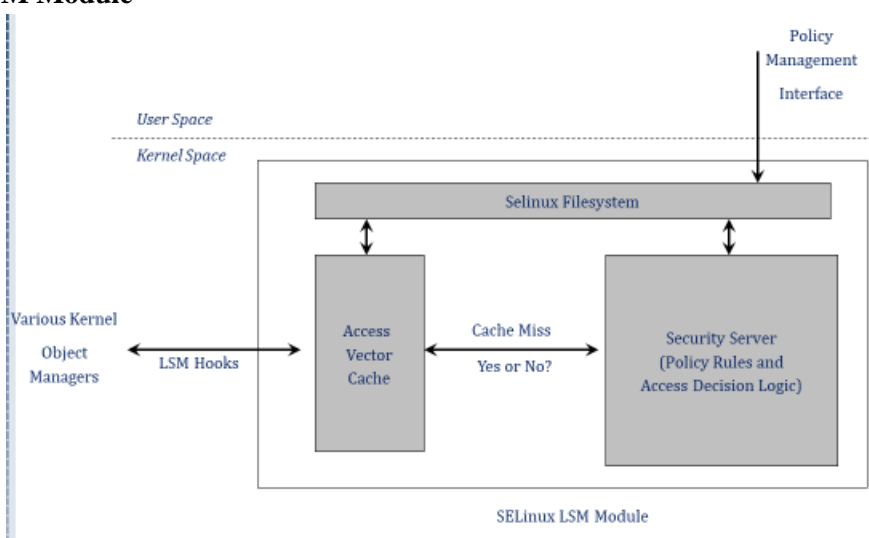 M Module
Policy
Management
Interface
User Space
Kernel Space
Selinux Filesystem
Various Kernel
Object
Managers
LSM Hooks
Access
Vector
Cache
Cache Miss
Yes or No?
Security Server
(Policy Rules and
Access Decision Logic)
SELinux LSM Module